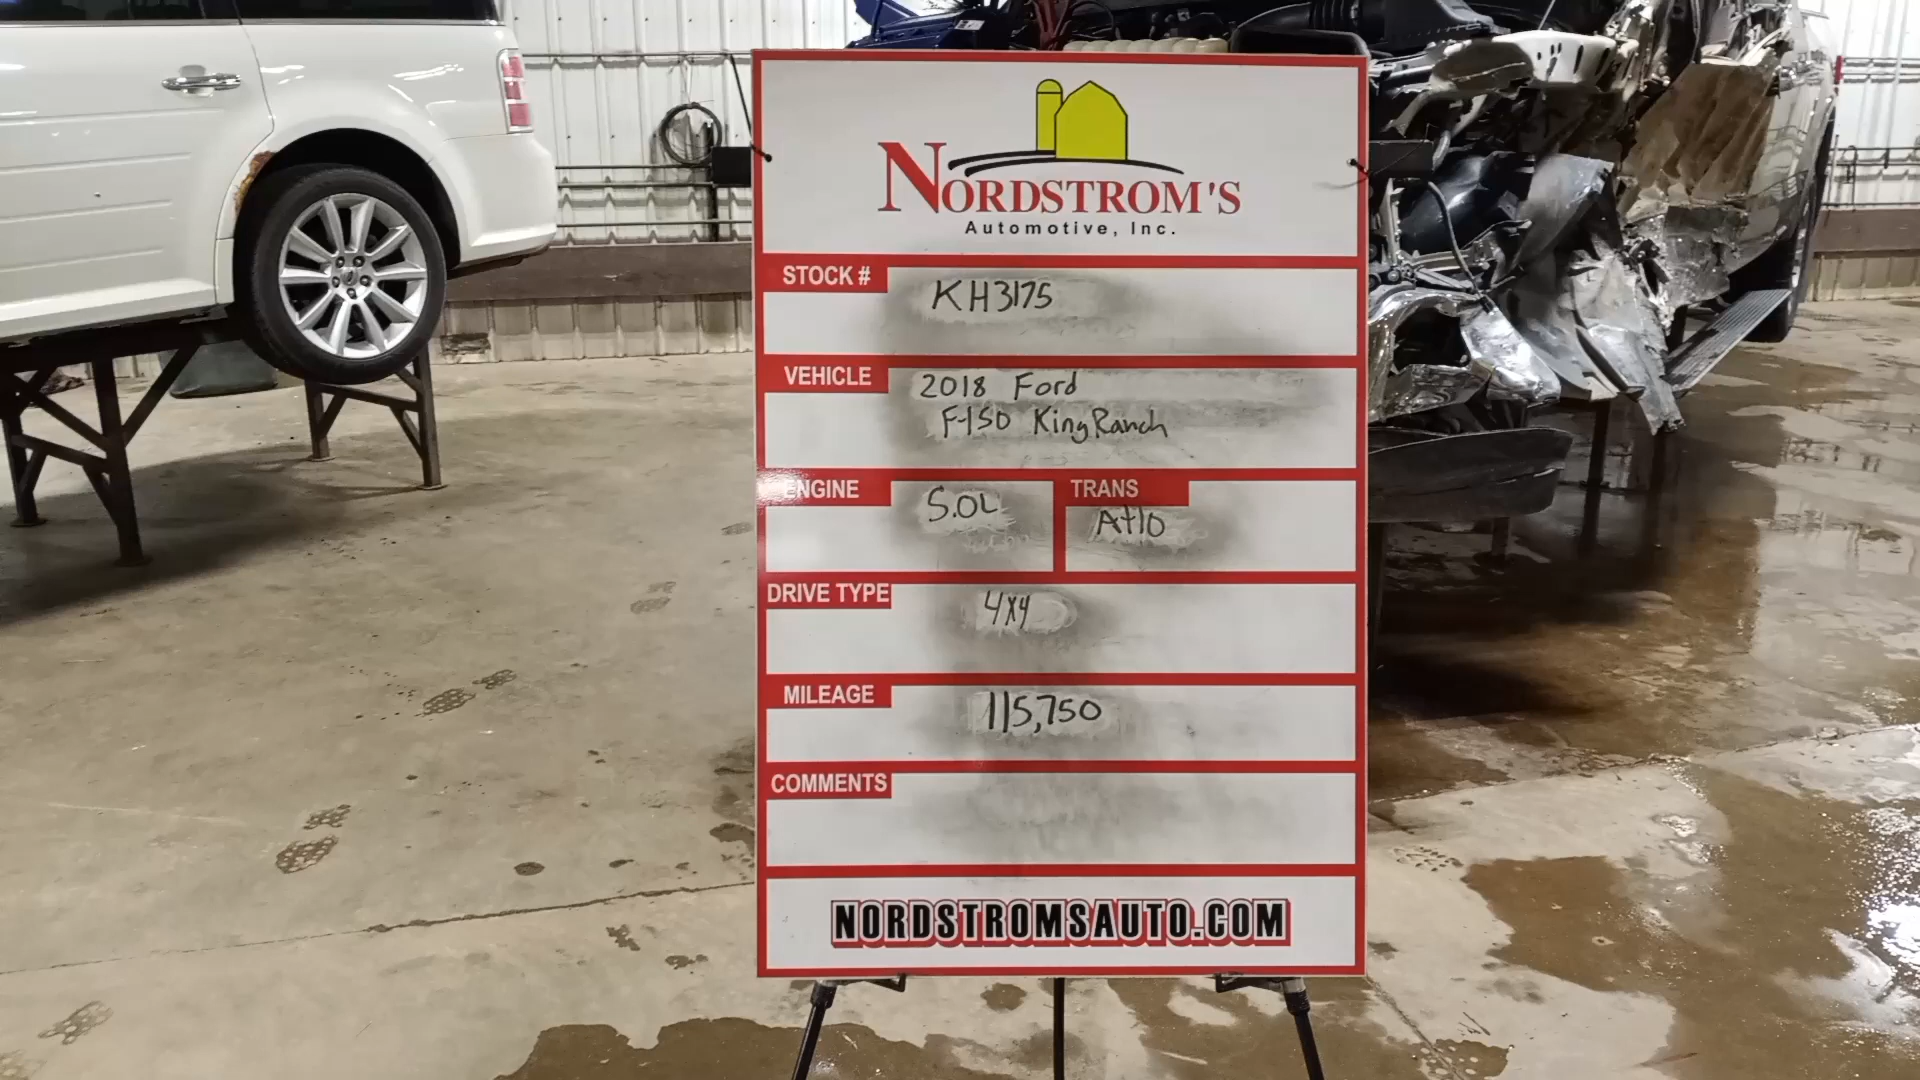 NORDSTROM'S
Automotive, Inc.
STOCK #
KH3175
VEHICLE
2018 Ford
F-150 King Ranch
ENGINE
5.0L
TRANS
At10
DRIVE TYPE
4x4
MILEAGE
115,750
COMMENTS
NORDSTROMSAUTO.COM